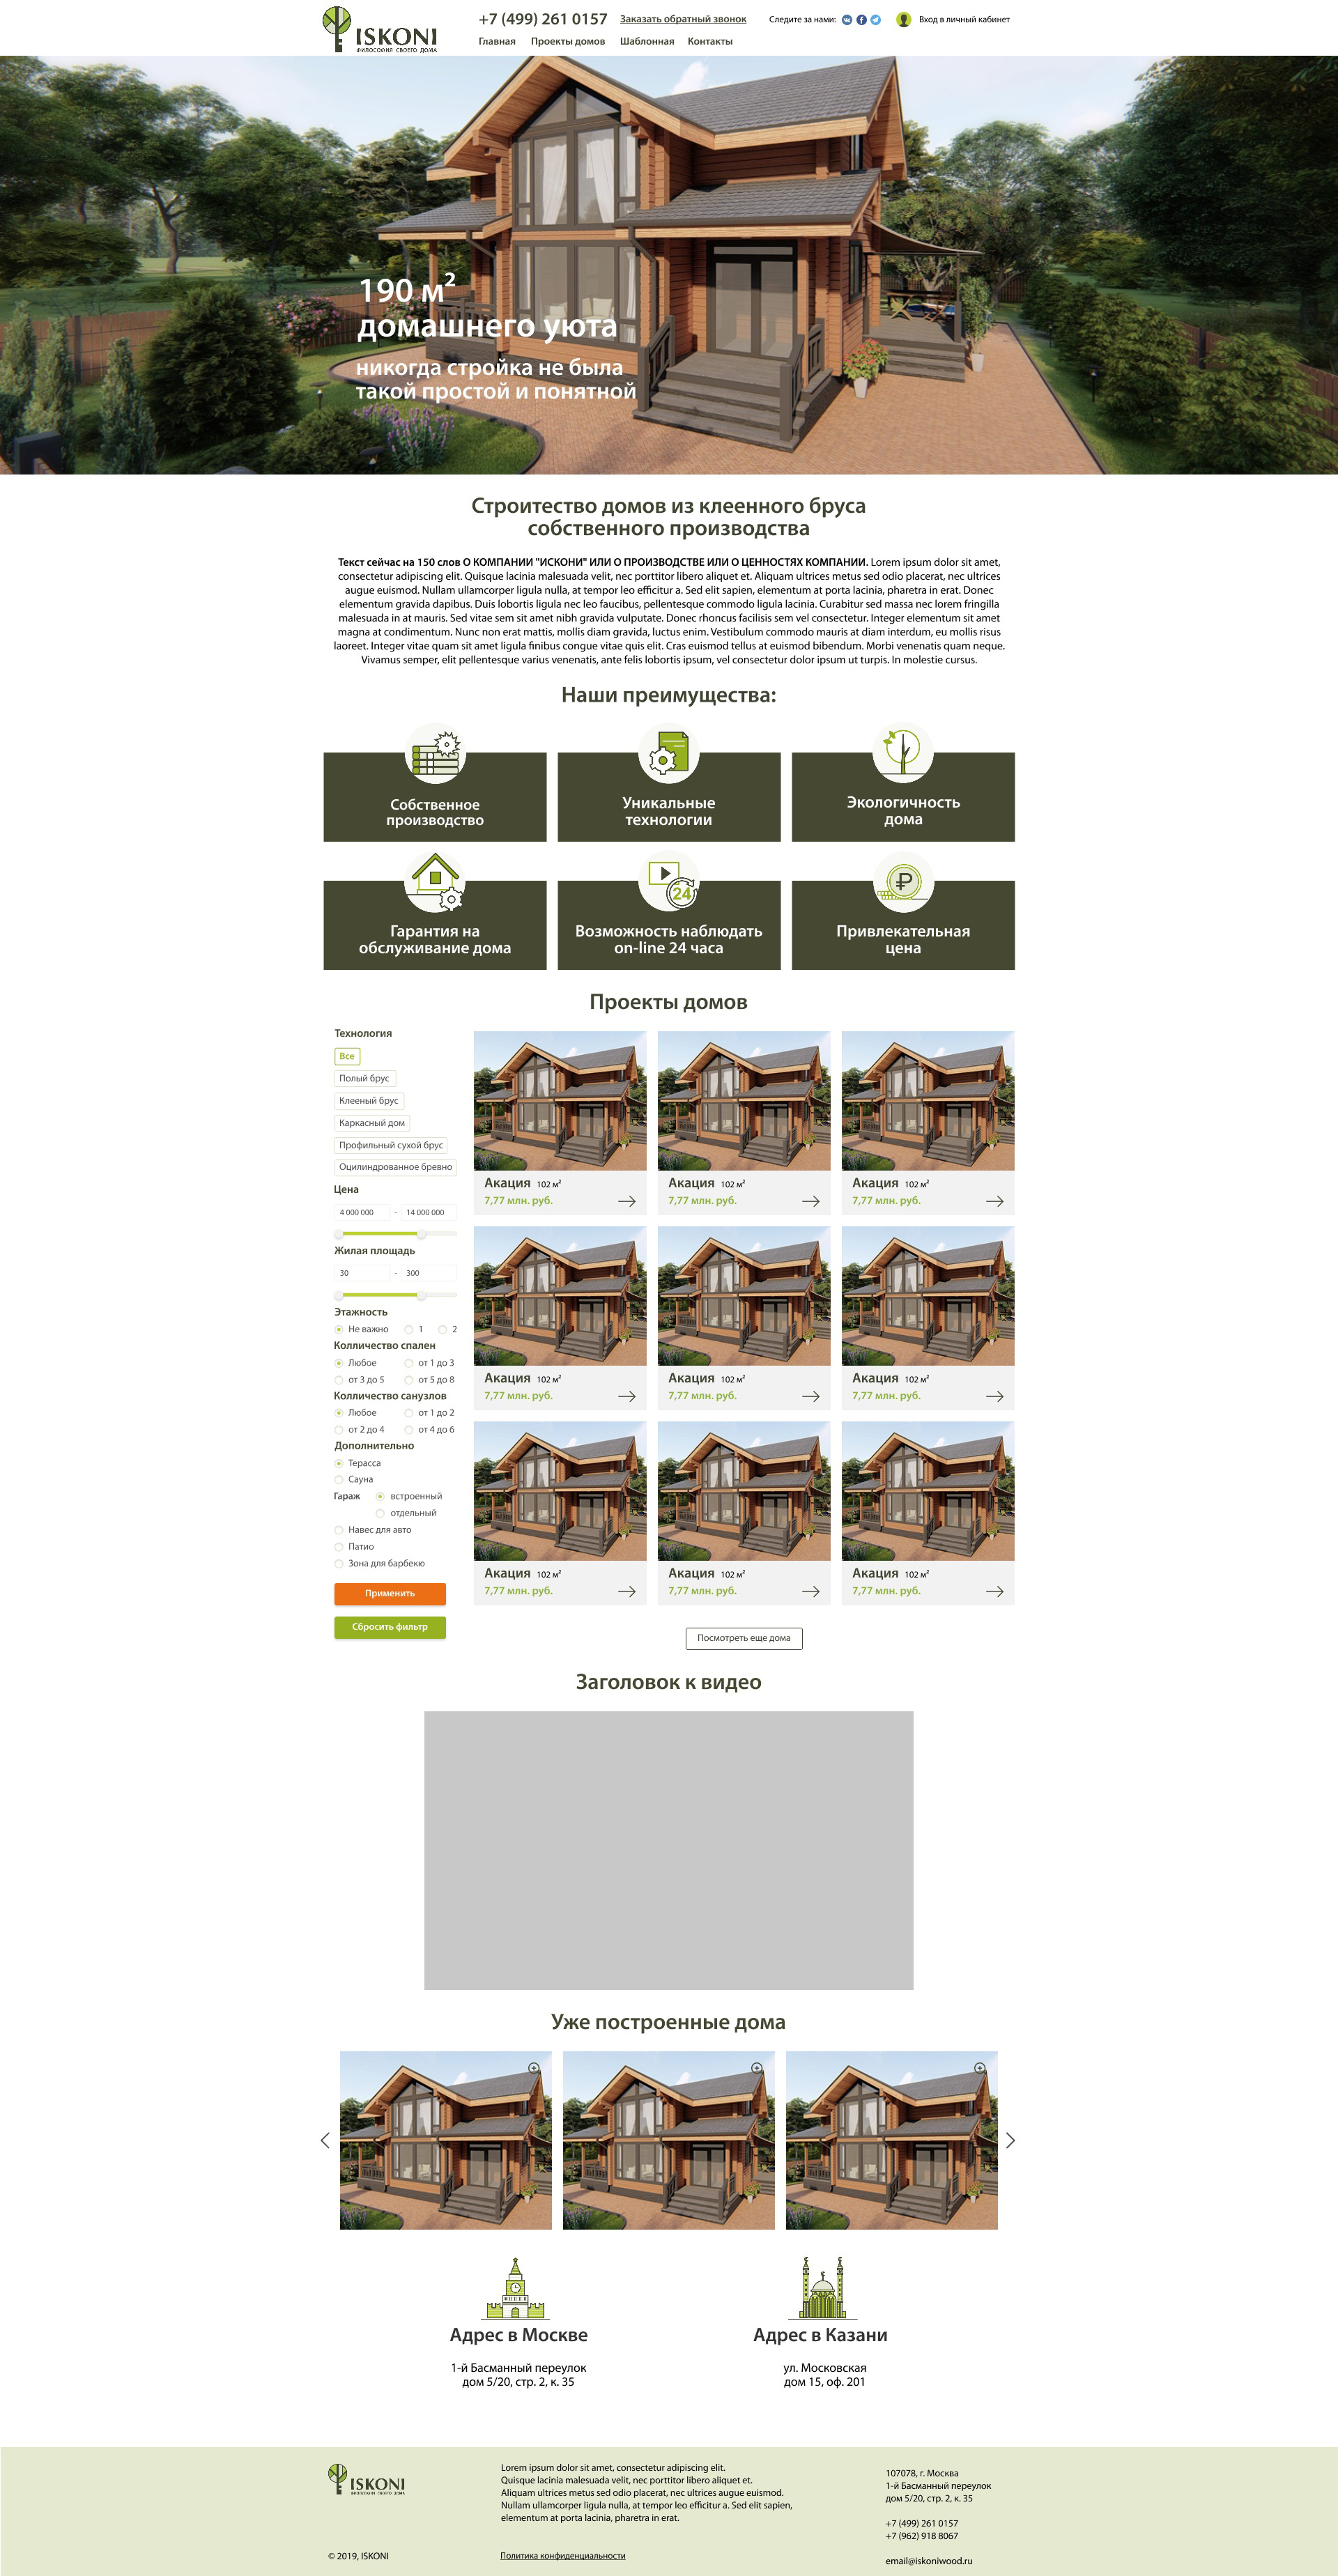 ISKONI
ФИЛОСОФИЯ СВОЕГО ДОМА
+7 (499) 261 0157 Заказать обратный звонок Следите за нами: Вход в личный кабинет
Главная Проекты домов Шаблонная Контакты
190 м²
домашнего уюта
никогда стройка не была
такой простой и понятной
Строитество домов из клеенного бруса
собственного производства
Текст сейчас на 150 слов О КОМПАНИИ "ИСКОНИ" ИЛИ О ПРОИЗВОДСТВЕ ИЛИ О ЦЕННОСТЯХ КОМПАНИИ. Lorem ipsum dolor sit amet,
consectetur adipiscing elit. Quisque lacinia malesuada velit, nec porttitor libero aliquet et. Aliquam ultrices metus sed odio placerat, nec ultrices
augue euismod. Nullam ullamcorper ligula nulla, at tempor leo efficitur a. Sed elit sapien, elementum at porta lacinia, pharetra in erat. Donec
elementum gravida dapibus. Duis lobortis ligula nec leo faucibus, pellentesque commodo ligula lacinia. Curabitur sed massa nec lorem fringilla
malesuada in at mauris. Sed vitae sem sit amet nibh gravida vulputate. Donec rhoncus facilisis sem vel consectetur. Integer elementum sit amet
magna at condimentum. Nunc non erat mattis, mollis diam gravida, luctus enim. Vestibulum commodo mauris at diam interdum, eu mollis risus
laoreet. Integer vitae quam sit amet ligula finibus congue vitae quis elit. Cras euismod tellus at euismod bibendum. Morbi venenatis quam neque.
Vivamus semper, elit pellentesque varius venenatis, ante felis lobortis ipsum, vel consectetur dolor ipsum ut turpis. In molestie cursus.
Наши преимущества:
Собственное
производство
Уникальные
технологии
Экологичность
дома
Гарантия на
обслуживание дома
24
Возможность наблюдать
on-line 24 часа
₽
Привлекательная
цена
Проекты домов
Технология
Все
Полый брус
Клееный брус
Каркасный дом
Профильный сухой брус
Оцилиндрованное бревно
Цена
4 000 000 - 14 000 000
Жилая площадь
30 - 300
Этажность
Не важно 1 2
Колличество спален
Любое от 1 до 3
от 3 до 5 от 5 до 8
Колличество санузлов
Любое от 1 до 2
от 2 до 4 от 4 до 6
Дополнительно
Терасса
Сауна
Гараж встроенный
отдельный
Навес для авто
Патио
Зона для барбекю
Применить
Сбросить фильтр
Акация 102 м² Акация 102 м² Акация 102 м²
7,77 млн. руб. 7,77 млн. руб. 7,77 млн. руб.
Акация 102 м² Акация 102 м² Акация 102 м²
7,77 млн. руб. 7,77 млн. руб. 7,77 млн. руб.
Акация 102 м² Акация 102 м² Акация 102 м²
7,77 млн. руб. 7,77 млн. руб. 7,77 млн. руб.
Посмотреть еще дома
Заголовок к видео
Уже построенные дома
Адрес в Москве
1-й Басманный переулок
дом 5/20, стр. 2, к. 35
Адрес в Казани
ул. Московская
дом 15, оф. 201
ISKONI
ФИЛОСОФИЯ СВОЕГО ДОМА
© 2019, ISKONI
Lorem ipsum dolor sit amet, consectetur adipiscing elit.
Quisque lacinia malesuada velit, nec porttitor libero aliquet et.
Aliquam ultrices metus sed odio placerat, nec ultrices augue euismod.
Nullam ullamcorper ligula nulla, at tempor leo efficitur a. Sed elit sapien,
elementum at porta lacinia, pharetra in erat.
Политика конфиденциальности
107078, г. Москва
1-й Басманный переулок
дом 5/20, стр. 2, к. 35
+7 (499) 261 0157
+7 (962) 918 8067
email@iskoniwood.ru